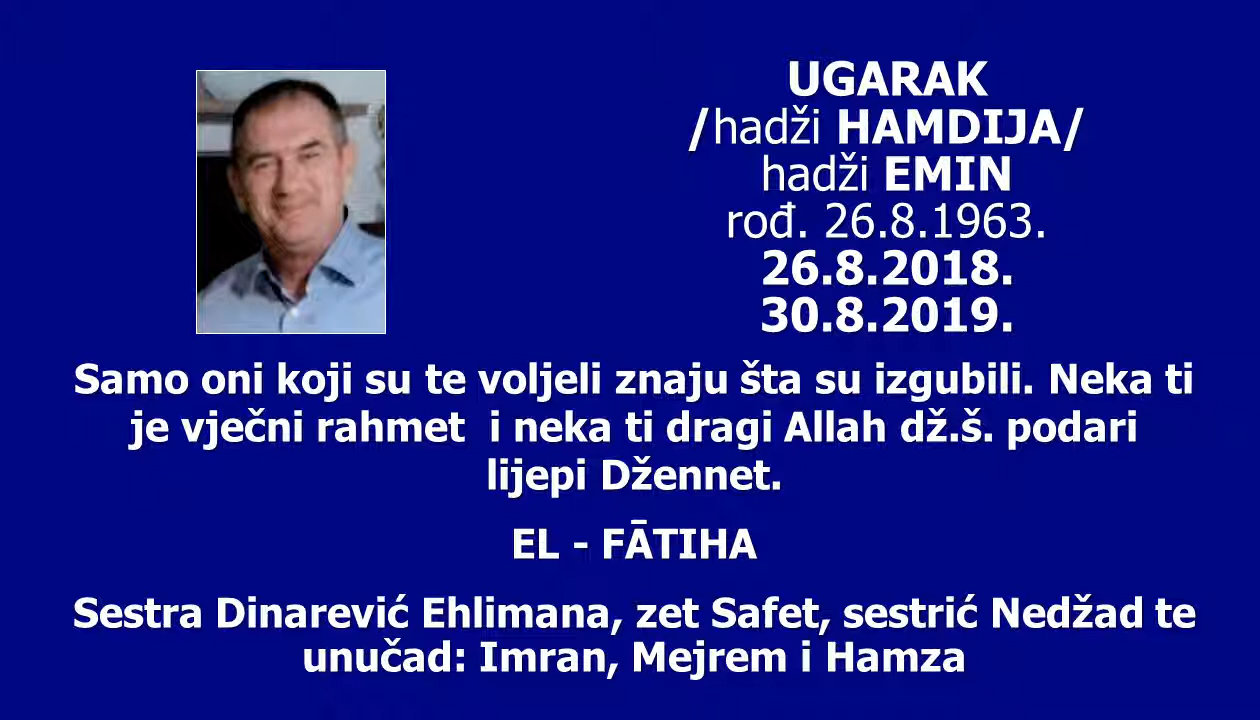 UGARAK
/hadži HAMDIJA/
hadži EMIN
rođ. 26.8.1963.
26.8.2018.
30.8.2019.
Samo oni koji su te voljeli znaju šta su izgubili. Neka ti
je vječni rahmet  i neka ti dragi Allah dž.š. podari
lijepi Džennet.
EL - FĀTIHA
Sestra Dinarević Ehlimana, zet Safet, sestrić Nedžad te
unučad: Imran, Mejrem i Hamza